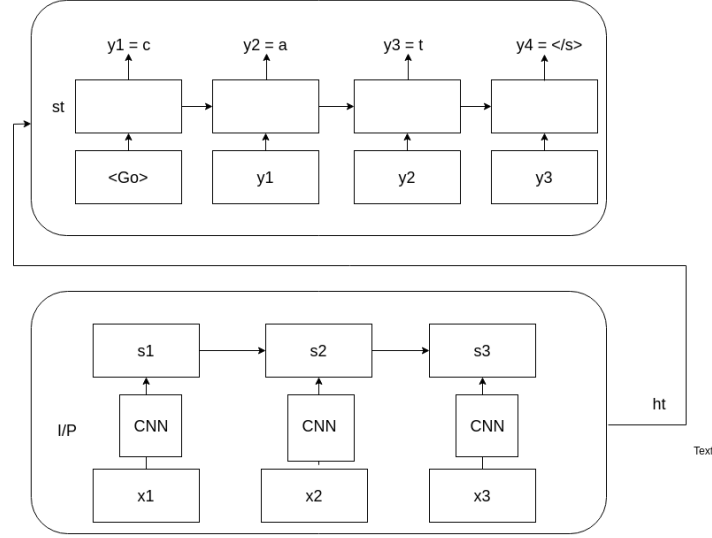 y1 = c
y2 = a
y3 = t
y4 = </s>
st
<Go>
y1
y2
y3
s1
s2
s3
ht
I/P
CNN
CNN
CNN
Text
x1
x2
x3